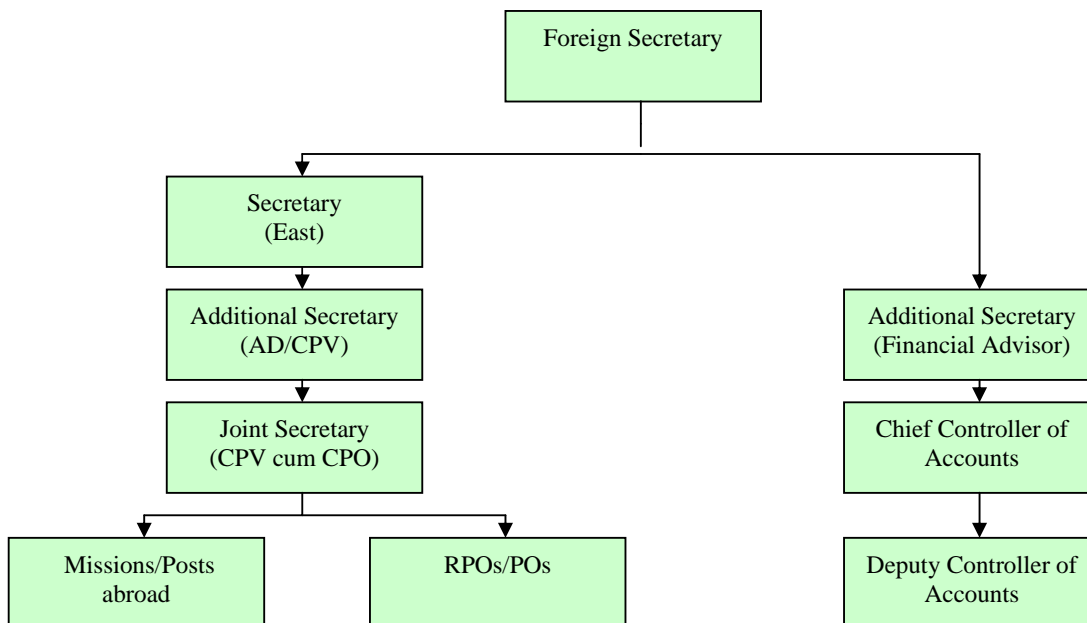 Foreign Secretary
Secretary
(East)
Additional Secretary
(AD/CPV)
Additional Secretary
(Financial Advisor)
Joint Secretary
(CPV cum CPO)
Chief Controller of
Accounts
Missions/Posts
abroad
RPOs/POs
Deputy Controller of
Accounts